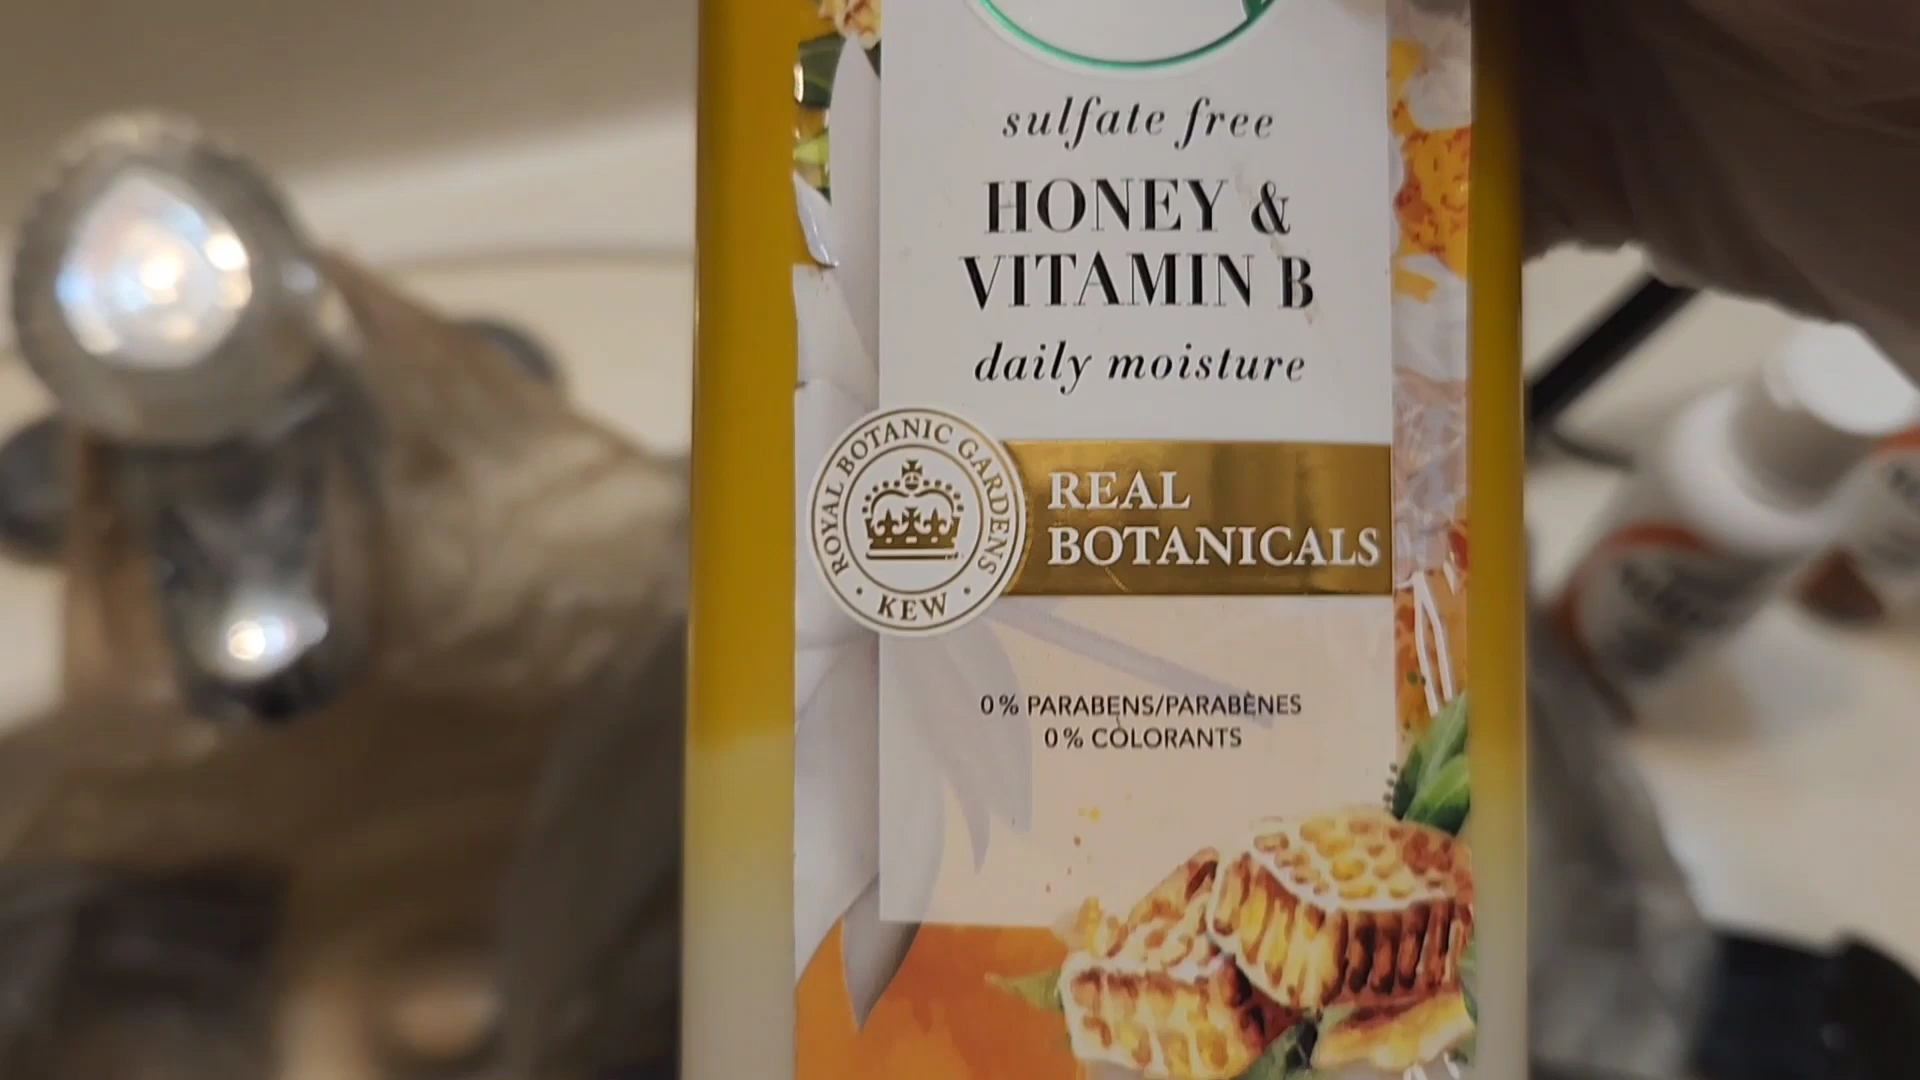 sulfate free
HONEY &
VITAMIN B
daily moisture
ROYAL BOTANIC GARDENS
• KEW •
REAL
BOTANICALS
0% PARABENS/PARABÈNES
0% COLORANTS